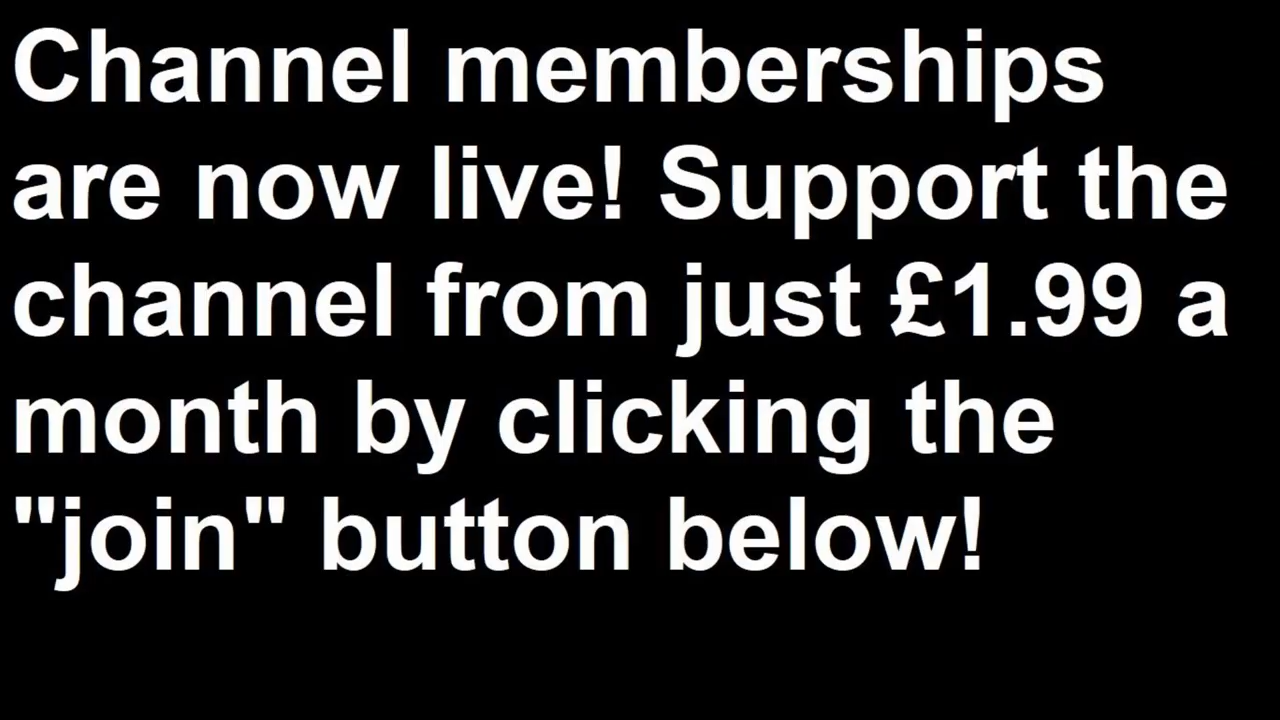 Channel memberships
are now live! Support the
channel from just £1.99 a
month by clicking the
"join" button below!